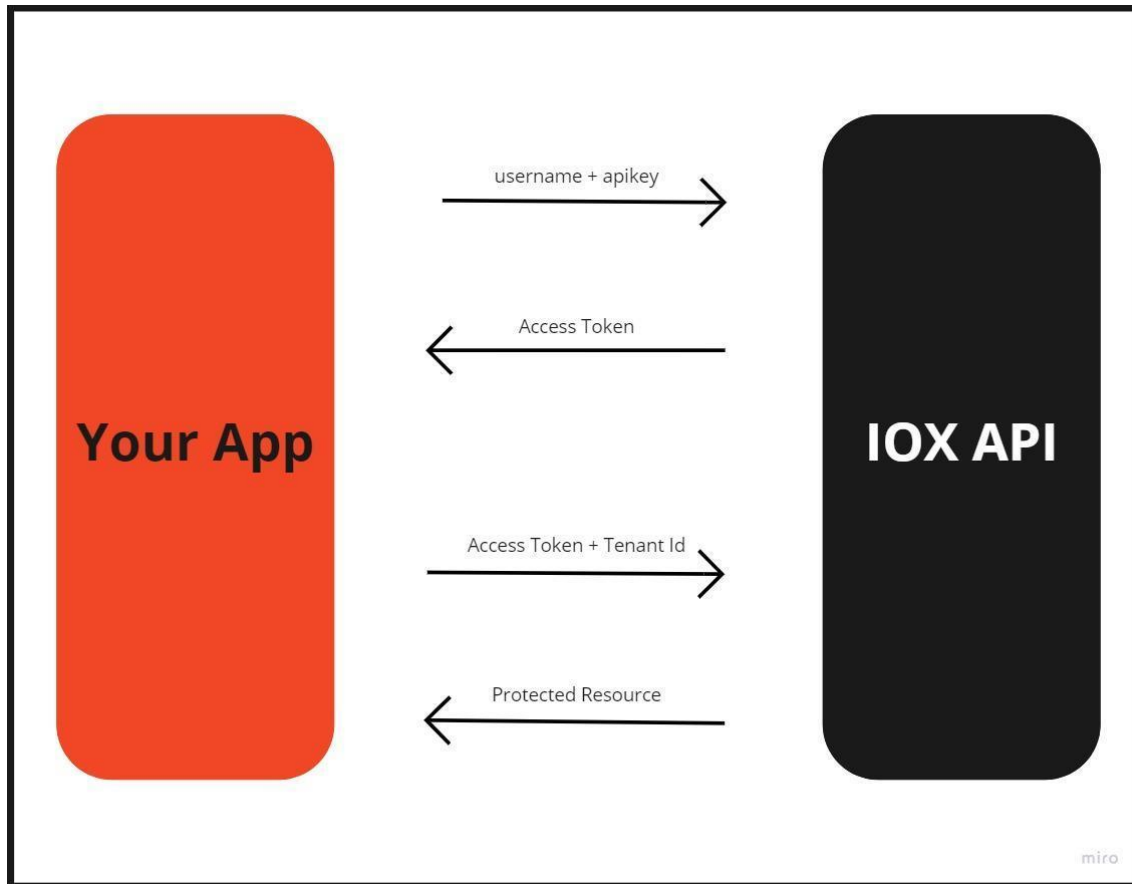 username + apikey
Access Token
Your App
IOX API
Access Token + Tenant Id
Protected Resource
miro